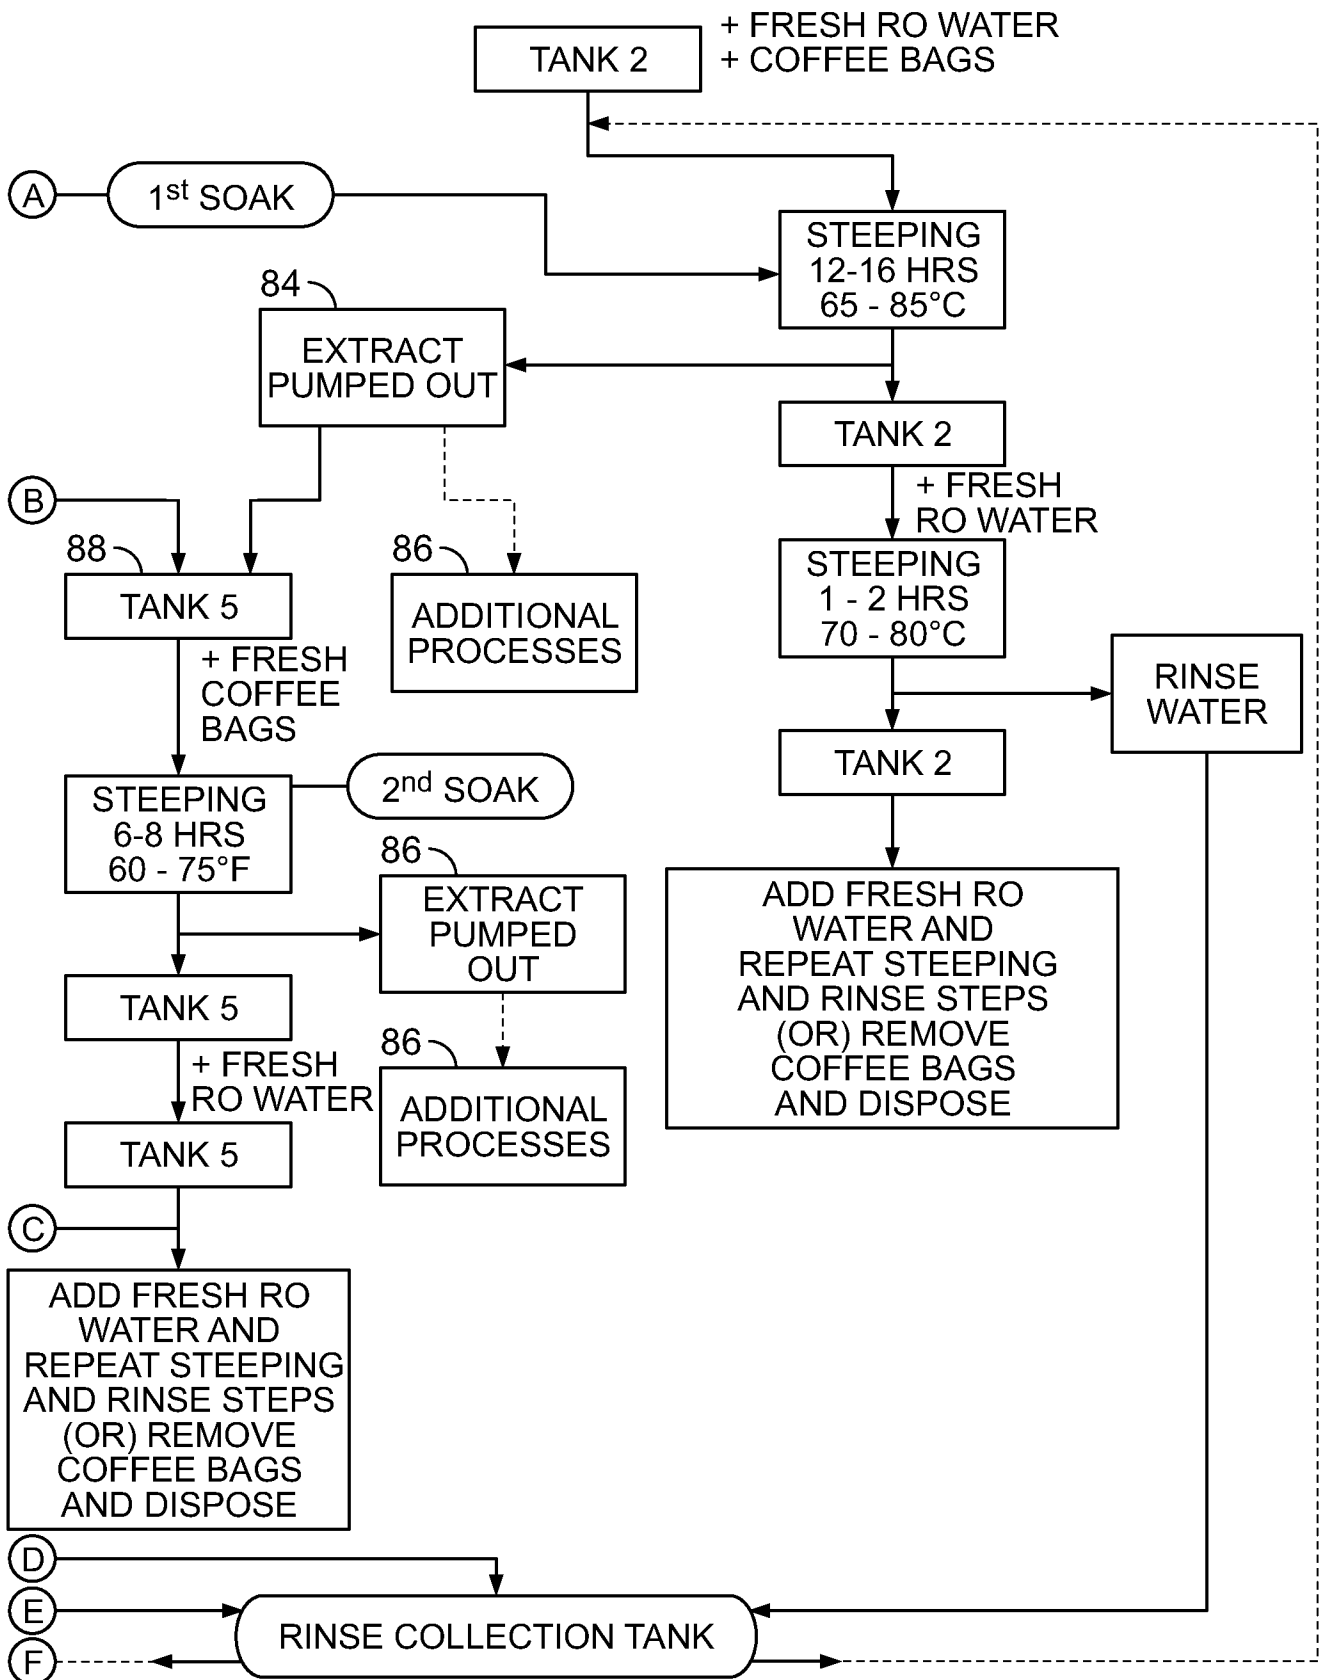 TANK 2
+ FRESH RO WATER
+ COFFEE BAGS
A
1st SOAK
STEEPING
12-16 HRS
65 - 85°C
84
EXTRACT
PUMPED OUT
TANK 2
+ FRESH
RO WATER
B
88
TANK 5
86
ADDITIONAL
PROCESSES
STEEPING
1 - 2 HRS
70 - 80°C
+ FRESH
COFFEE
BAGS
RINSE
WATER
TANK 2
STEEPING
6-8 HRS
60 - 75°F
2nd SOAK
86
EXTRACT
PUMPED
OUT
ADD FRESH RO
WATER AND
REPEAT STEEPING
AND RINSE STEPS
(OR) REMOVE
COFFEE BAGS
AND DISPOSE
TANK 5
+ FRESH
RO WATER
86
ADDITIONAL
PROCESSES
TANK 5
C
ADD FRESH RO
WATER AND
REPEAT STEEPING
AND RINSE STEPS
(OR) REMOVE
COFFEE BAGS
AND DISPOSE
D
E
RINSE COLLECTION TANK
F